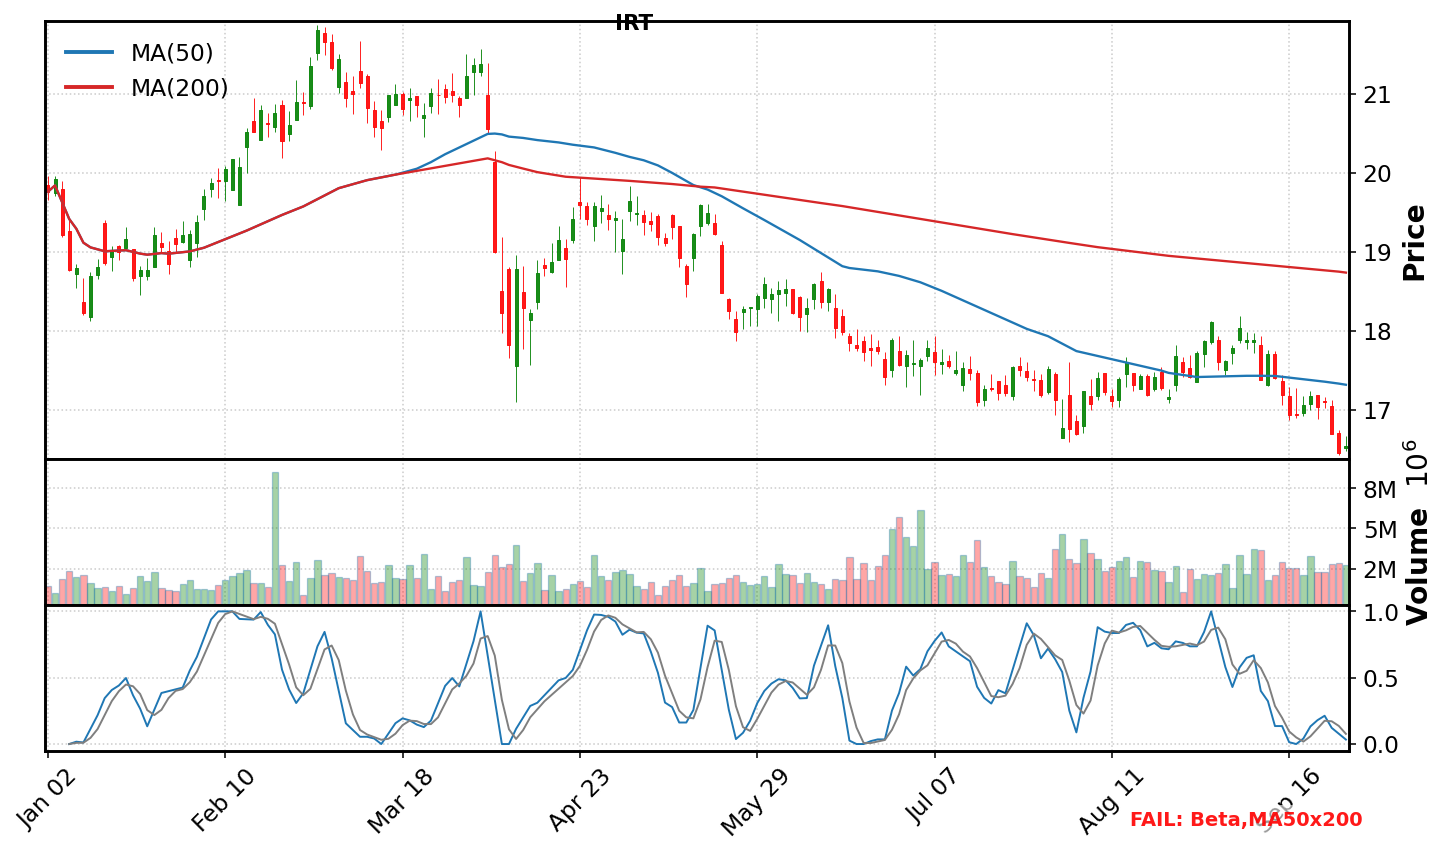 IRT
MA(50)
MA(200)
21
20
19
18
17
Price
8M
5M
2M
Volume 10^6
1.0
0.5
0.0
Jan 02
Feb 10
Mar 18
Apr 23
May 29
Jul 07
Aug 11
Sep 16
FAIL: Beta,MA50x200